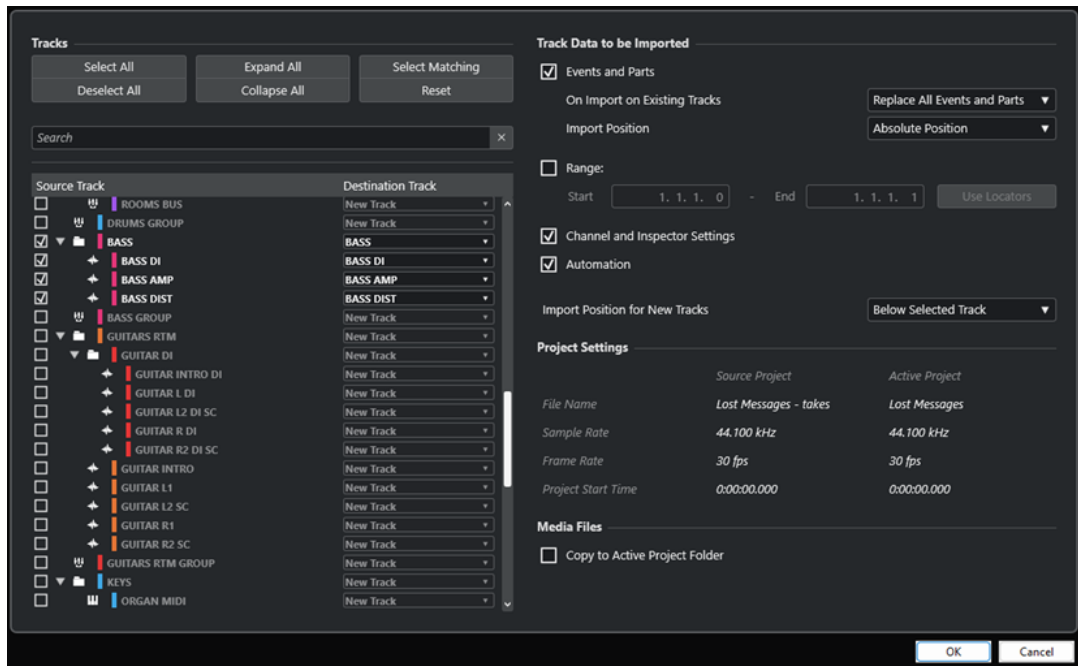 Tracks
Select All Expand All Select Matching
Deselect All Collapse All Reset
Search
Source Track Destination Track
ROOMS BUS New Track
DRUMS GROUP New Track
BASS BASS
BASS DI BASS DI
BASS AMP BASS AMP
BASS DIST BASS DIST
BASS GROUP New Track
GUITARS RTM New Track
GUITAR DI New Track
GUITAR INTRO DI New Track
GUITAR L DI New Track
GUITAR L2 DI SC New Track
GUITAR R DI New Track
GUITAR R2 DI SC New Track
GUITAR INTRO New Track
GUITAR L1 New Track
GUITAR L2 SC New Track
GUITAR R1 New Track
GUITAR R2 SC New Track
GUITARS RTM GROUP New Track
KEYS New Track
ORGAN MIDI New Track
Track Data to be Imported
Events and Parts
On Import on Existing Tracks Replace All Events and Parts
Import Position Absolute Position
Range:
Start 1. 1. 1. 0 - End 1. 1. 1. 1 Use Locators
Channel and Inspector Settings
Automation
Import Position for New Tracks Below Selected Track
Project Settings
Source Project Active Project
File Name Lost Messages - takes Lost Messages
Sample Rate 44.100 kHz 44.100 kHz
Frame Rate 30 fps 30 fps
Project Start Time 0:00:00.000 0:00:00.000
Media Files
Copy to Active Project Folder
OK Cancel